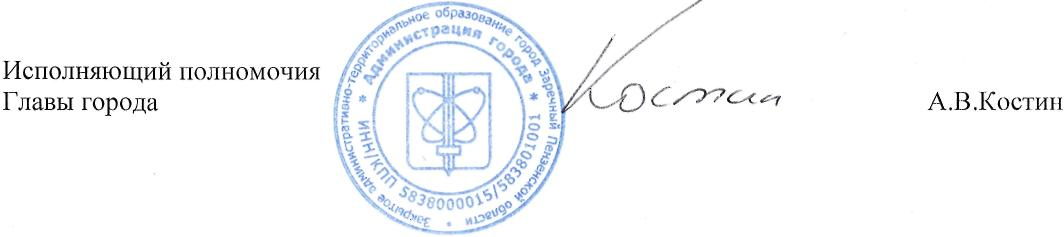 Исполняющий полномочия
Главы города
Закрытое административно-территориальное образование город Заречный Пензенской области *
* Администрация города *
ИНН/КПП 5838000015/583801001
Костин
А.В.Костин